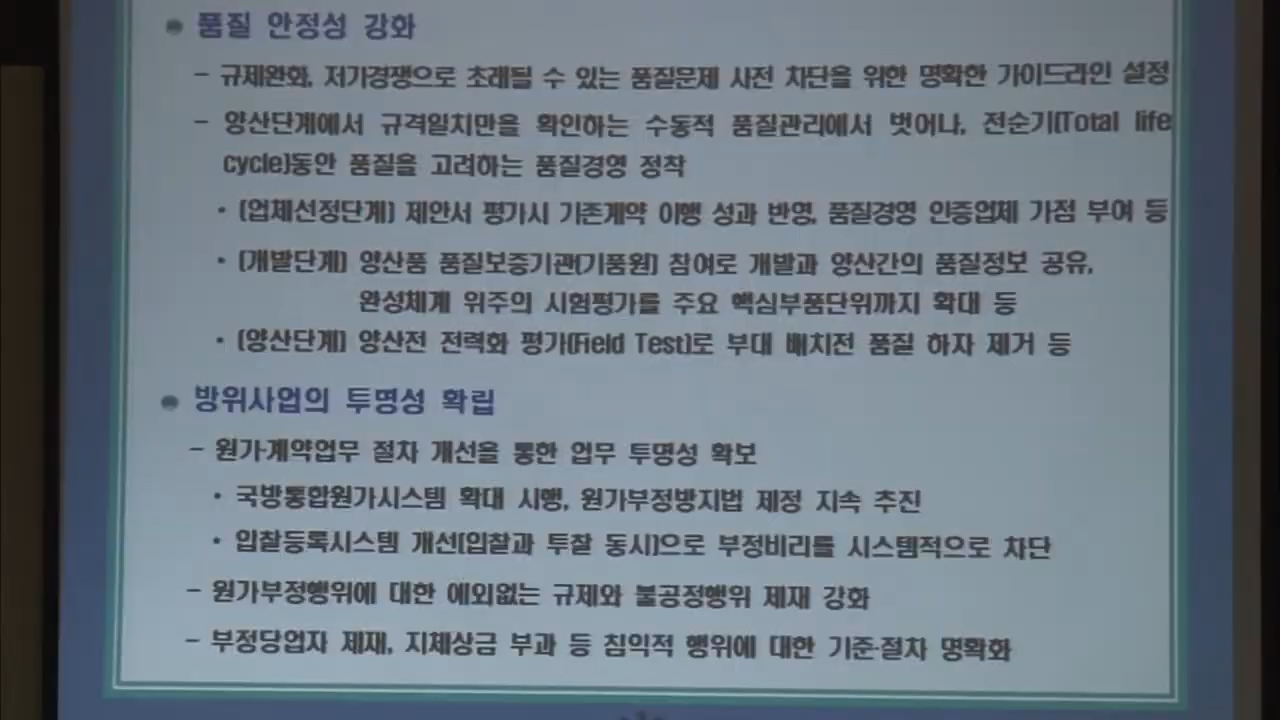 ● 품질 안정성 강화
- 규제완화, 저가경쟁으로 초래될 수 있는 품질문제 사전 차단을 위한 명확한 가이드라인 설정
- 양산단계에서 규격일치만을 확인하는 수동적 품질관리에서 벗어나, 전순기(Total life
cycle)동안 품질을 고려하는 품질경영 정착
• (업체선정단계) 제안서 평가시 기존계약 이행 성과 반영, 품질경영 인증업체 가점 부여 등
• (개발단계) 양산품 품질보증기관(기품원) 참여로 개발과 양산간의 품질정보 공유,
완성체계 위주의 시험평가를 주요 핵심부품단위까지 확대 등
• (양산단계) 양산전 전력화 평가(Field Test)로 부대 배치전 품질 하자 제거 등
● 방위사업의 투명성 확립
- 원가·계약업무 절차 개선을 통한 업무 투명성 확보
• 국방통합원가시스템 확대 시행, 원가부정방지법 제정 지속 추진
• 입찰등록시스템 개선(입찰과 투찰 동시)으로 부정비리를 시스템적으로 차단
- 원가부정행위에 대한 예외없는 규제와 불공정행위 제재 강화
- 부정당업자 제재, 지체상금 부과 등 침익적 행위에 대한 기준·절차 명확화